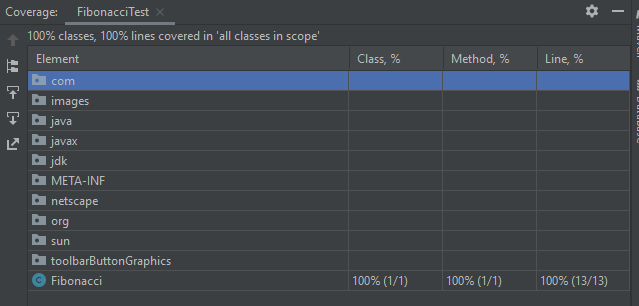 Coverage: FibonacciTest
100% classes, 100% lines covered in 'all classes in scope'
Element Class, % Method, % Line, %
com
images
java
javax
jdk
META-INF
netscape
org
sun
toolbarButtonGraphics
C Fibonacci 100% (1/1) 100% (1/1) 100% (13/13)